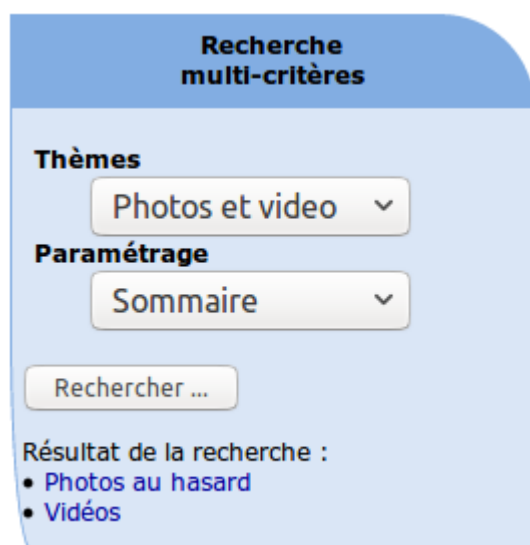 Recherche
multi-critères
Thèmes
Photos et video
Paramétrage
Sommaire
Rechercher ...
Résultat de la recherche :
• Photos au hasard
• Vidéos